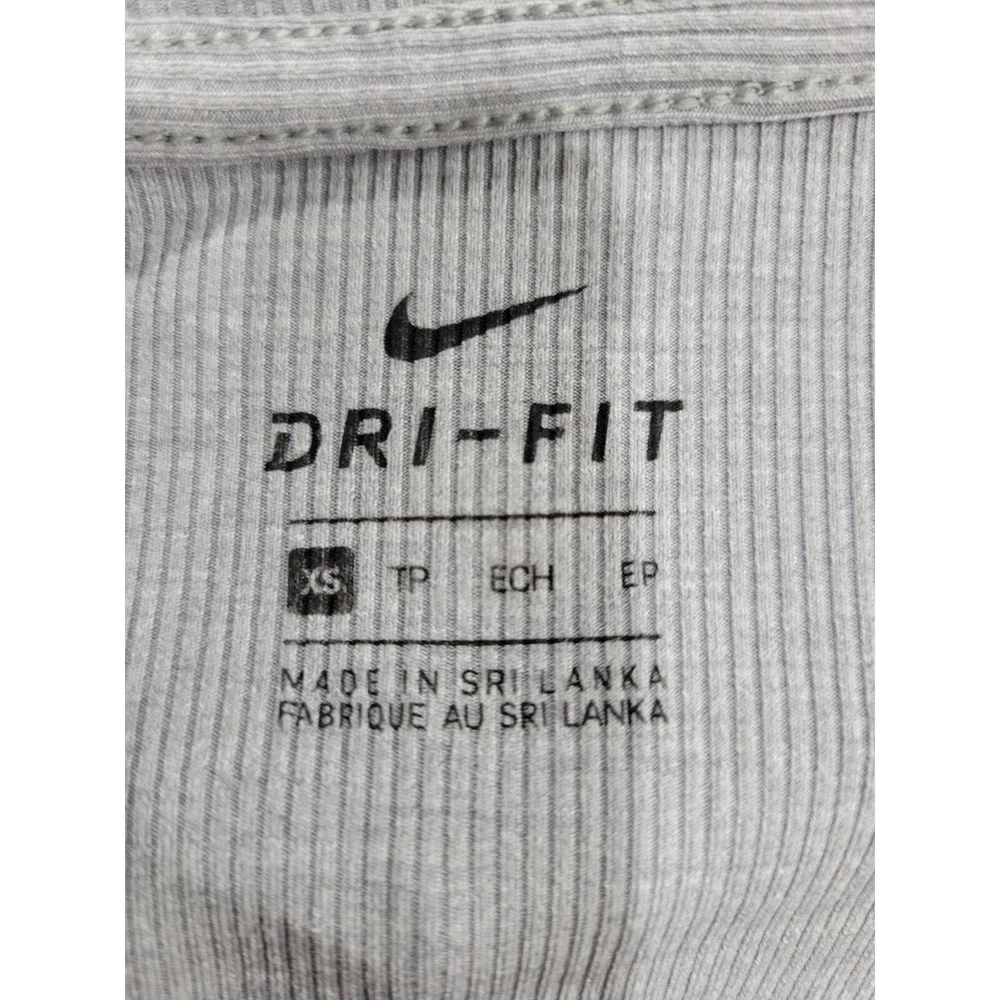 DRI-FIT
XS TP ECH EP
MADE IN SRI LANKA
FABRIQUE AU SRI LANKA